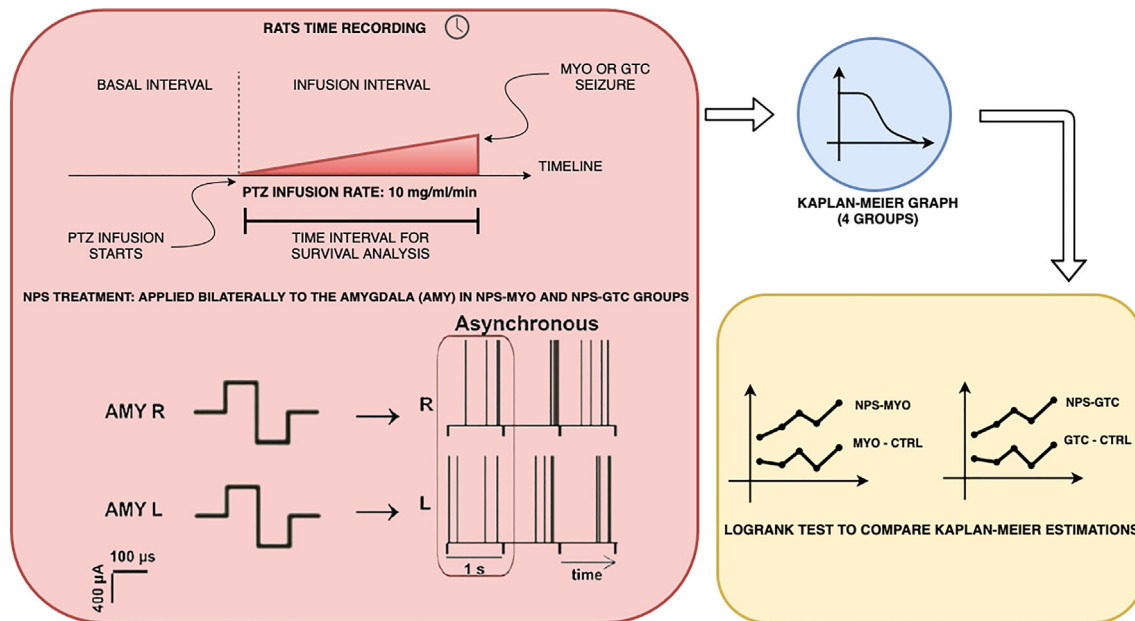 RATS TIME RECORDING
BASAL INTERVAL
INFUSION INTERVAL
MYO OR GTC
SEIZURE
TIMELINE
PTZ INFUSION RATE: 10 mg/ml/min
PTZ INFUSION
STARTS
TIME INTERVAL FOR
SURVIVAL ANALYSIS
NPS TREATMENT: APPLIED BILATERALLY TO THE AMYGDALA (AMY) IN NPS-MYO AND NPS-GTC GROUPS
Asynchronous
AMY R
R
AMY L
L
100 µs
400 µA
1 s
time
KAPLAN-MEIER GRAPH
(4 GROUPS)
NPS-MYO
MYO - CTRL
NPS-GTC
GTC - CTRL
LOGRANK TEST TO COMPARE KAPLAN-MEIER ESTIMATIONS